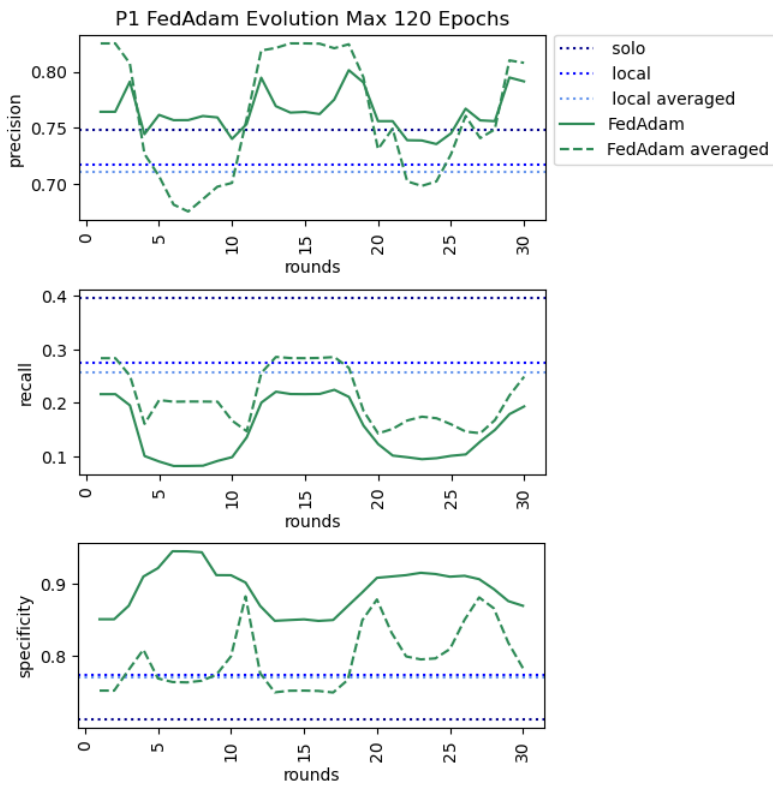 P1 FedAdam Evolution Max 120 Epochs
solo
local
local averaged
FedAdam
FedAdam averaged
precision
0.80
0.75
0.70
0 5 10 15 20 25 30
rounds
recall
0.4
0.3
0.2
0.1
0 5 10 15 20 25 30
rounds
specificity
0.9
0.8
0 5 10 15 20 25 30
rounds